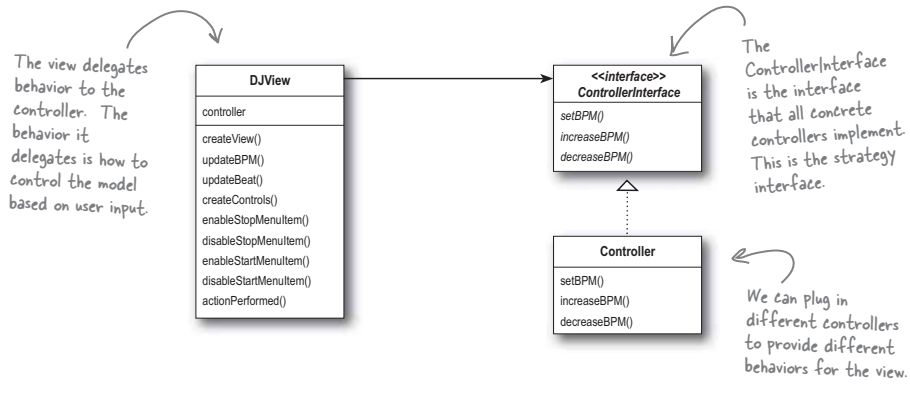 The view delegates
behavior to the
controller. The
behavior it
delegates is how to
control the model
based on user input.
DJView
controller
createView()
updateBPM()
updateBeat()
createControls()
enableStopMenuItem()
disableStopMenuItem()
enableStartMenuItem()
disableStartMenuItem()
actionPerformed()
<<interface>>
ControllerInterface
setBPM()
increaseBPM()
decreaseBPM()
The
ControllerInterface
is the interface
that all concrete
controllers implement.
This is the strategy
interface.
Controller
setBPM()
increaseBPM()
decreaseBPM()
We can plug in
different controllers
to provide different
behaviors for the view.